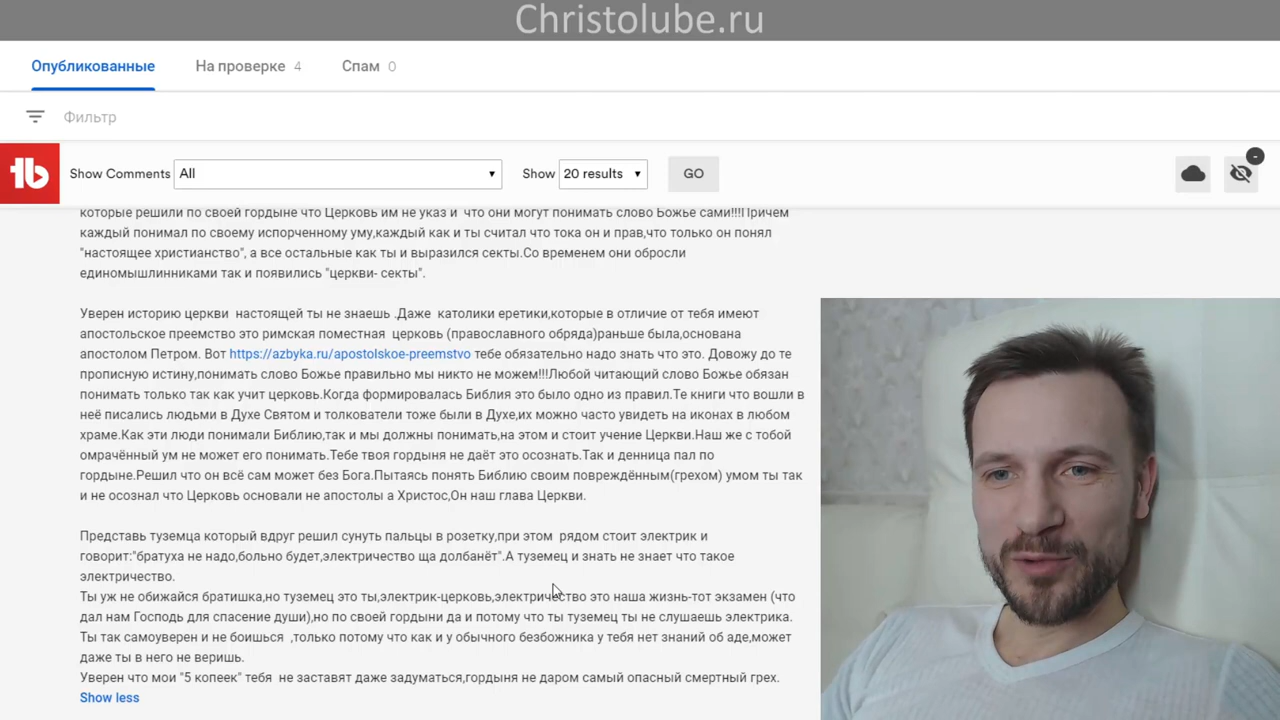 Christolube.ru
Опубликованные На проверке 4 Спам 0
Фильтр
tb Show Comments All Show 20 results GO -
которые решили по своей гордыне что Церковь им не указ и что они могут понимать слово Божье сами!!!Причем
каждый понимал по своему испорченному уму,каждый как и ты считал что тока он и прав,что только он понял
"настоящее христианство", а все остальные как ты и выразился секты.Со временем они обросли
единомышлинниками так и появились "церкви- секты".
Уверен историю церкви настоящей ты не знаешь .Даже католики еретики,которые в отличие от тебя имеют
апостольское преемство это римская поместная церковь (православного обряда)раньше была,основана
апостолом Петром. Вот https://azbyka.ru/apostolskoe-preemstvo тебе обязательно надо знать что это. Довожу до те
прописную истину,понимать слово Божье правильно мы никто не можем!!!Любой читающий слово Божье обязан
понимать только так как учит церковь.Когда формировалась Библия это было одно из правил.Те книги что вошли в
неё писались людьми в Духе Святом и толкователи тоже были в Духе,их можно часто увидеть на иконах в любом
храме.Как эти люди понимали Библию,так и мы должны понимать,на этом и стоит учение Церкви.Наш же с тобой
омрачённый ум не может его понимать.Тебе твоя гордыня не даёт это осознать.Так и денница пал по
гордыне.Решил что он всё сам может без Бога.Пытаясь понять Библию своим повреждённым(грехом) умом ты так
и не осознал что Церковь основали не апостолы а Христос,Он наш глава Церкви.
Представь туземца который вдруг решил сунуть пальцы в розетку,при этом рядом стоит электрик и
говорит:"братуха не надо,больно будет,электричество ща долбанёт".А туземец и знать не знает что такое
электричество.
Ты уж не обижайся братишка,но туземец это ты,электрик-церковь,электричество это наша жизнь-тот экзамен (что
дал нам Господь для спасение души),но по своей гордыни да и потому что ты туземец ты не слушаешь электрика.
Ты так самоуверен и не боишься ,только потому что как и у обычного безбожника у тебя нет знаний об аде,может
даже ты в него не веришь.
Уверен что мои "5 копеек" тебя не заставят даже задуматься,гордыня не даром самый опасный смертный грех.
Show less